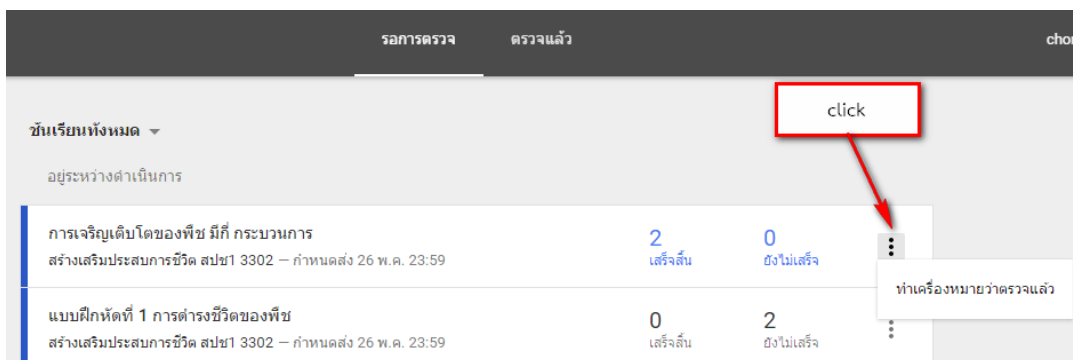 รอการตรวจ ตรวจแล้ว
click
ชั้นเรียนทั้งหมด
อยู่ระหว่างดำเนินการ
การเจริญเติบโตของพืช มีกี่ กระบวนการ
2 0
สร้างเสริมประสบการชีวิต สปช1 3302 – กำหนดส่ง 26 พ.ค. 23:59
เสร็จสิ้น ยังไม่เสร็จ
ทำเครื่องหมายว่าตรวจแล้ว
แบบฝึกหัดที่ 1 การดำรงชีวิตของพืช
0 2
สร้างเสริมประสบการชีวิต สปช1 3302 – กำหนดส่ง 26 พ.ค. 23:59
เสร็จสิ้น ยังไม่เสร็จ